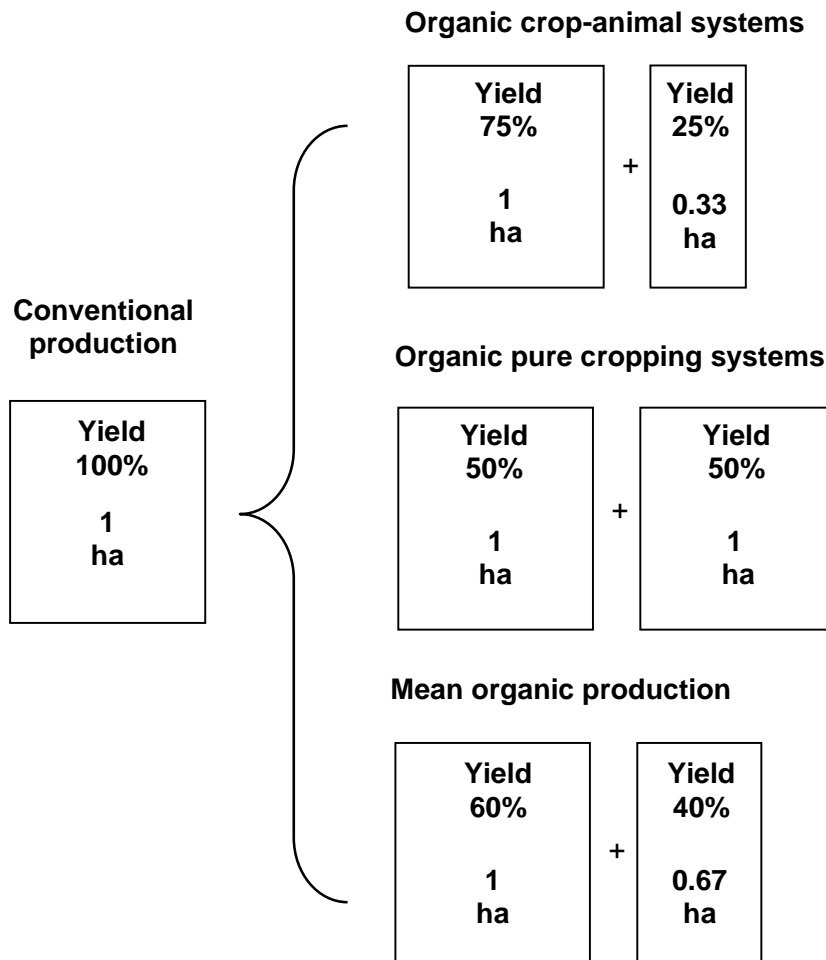 Organic crop-animal systems
Yield
75%
1
ha
+
Yield
25%
0.33
ha
Conventional
production
Yield
100%
1
ha
Organic pure cropping systems
Yield
50%
1
ha
+
Yield
50%
1
ha
Mean organic production
Yield
60%
1
ha
+
Yield
40%
0.67
ha